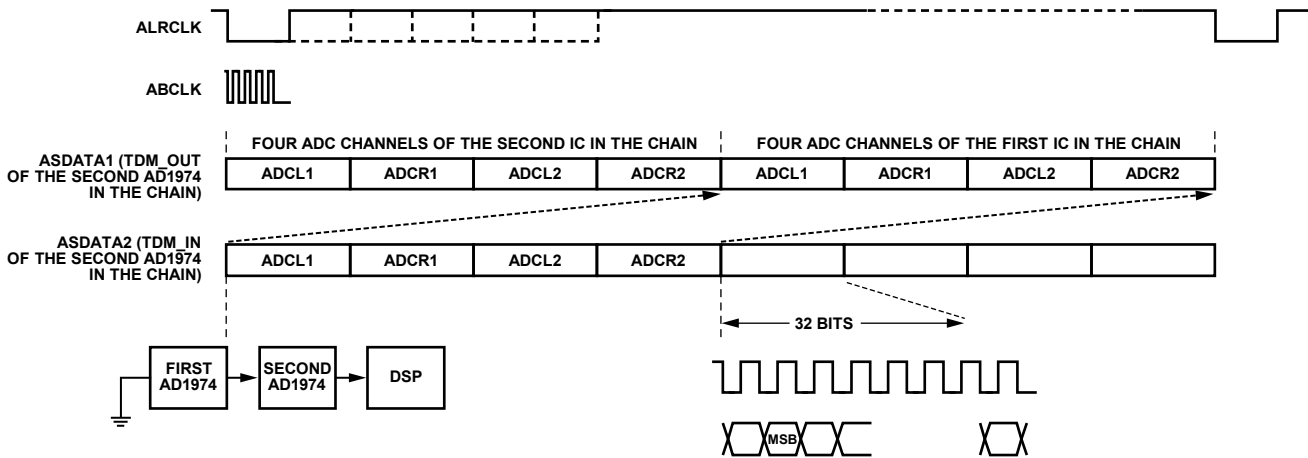 ALRCLK
ABCLK
FOUR ADC CHANNELS OF THE SECOND IC IN THE CHAIN
FOUR ADC CHANNELS OF THE FIRST IC IN THE CHAIN
ASDATA1 (TDM_OUT
OF THE SECOND AD1974
IN THE CHAIN)
ADCL1
ADCR1
ADCL2
ADCR2
ADCL1
ADCR1
ADCL2
ADCR2
ASDATA2 (TDM_IN
OF THE SECOND AD1974
IN THE CHAIN)
ADCL1
ADCR1
ADCL2
ADCR2
32 BITS
FIRST
AD1974
SECOND
AD1974
DSP
MSB